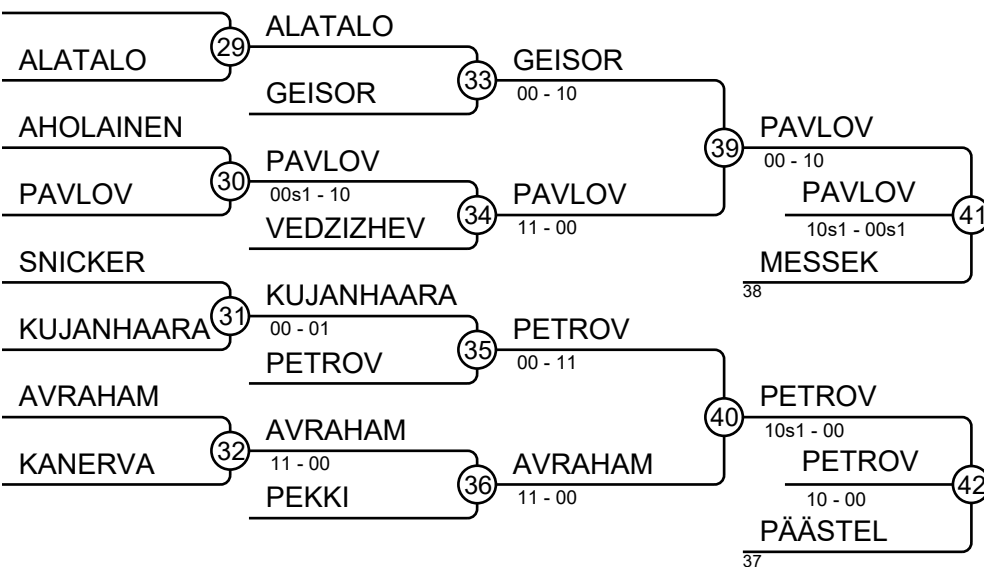 ALATALO
29
ALATALO
33
GEISOR
GEISOR
00 - 10
39
AHOLAINEN
PAVLOV
30
PAVLOV
00s1 - 10
VEDZIZHEV
34
PAVLOV
11 - 00
PAVLOV
00 - 10
PAVLOV
10s1 - 00s1
41
MESSEK
38
SNICKER
KUJANHAARA
31
KUJANHAARA
00 - 01
PETROV
35
PETROV
00 - 11
40
AVRAHAM
KANERVA
32
AVRAHAM
11 - 00
PEKKI
36
AVRAHAM
11 - 00
PETROV
10s1 - 00
PETROV
10 - 00
42
PÄÄSTEL
37